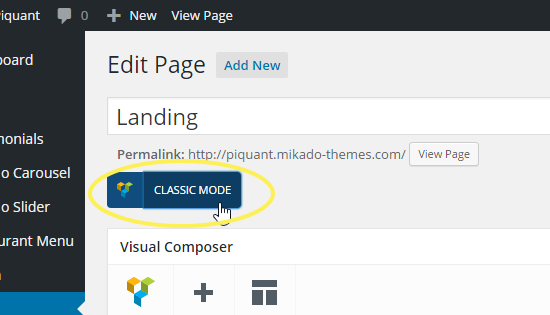 iquant 0 New View Page
board
Edit Page Add New
Landing
monials
Permalink: http://piquant.mikado-themes.com/ View Page
o Carousel
CLASSIC MODE
o Slider
urant Menu
Visual Composer